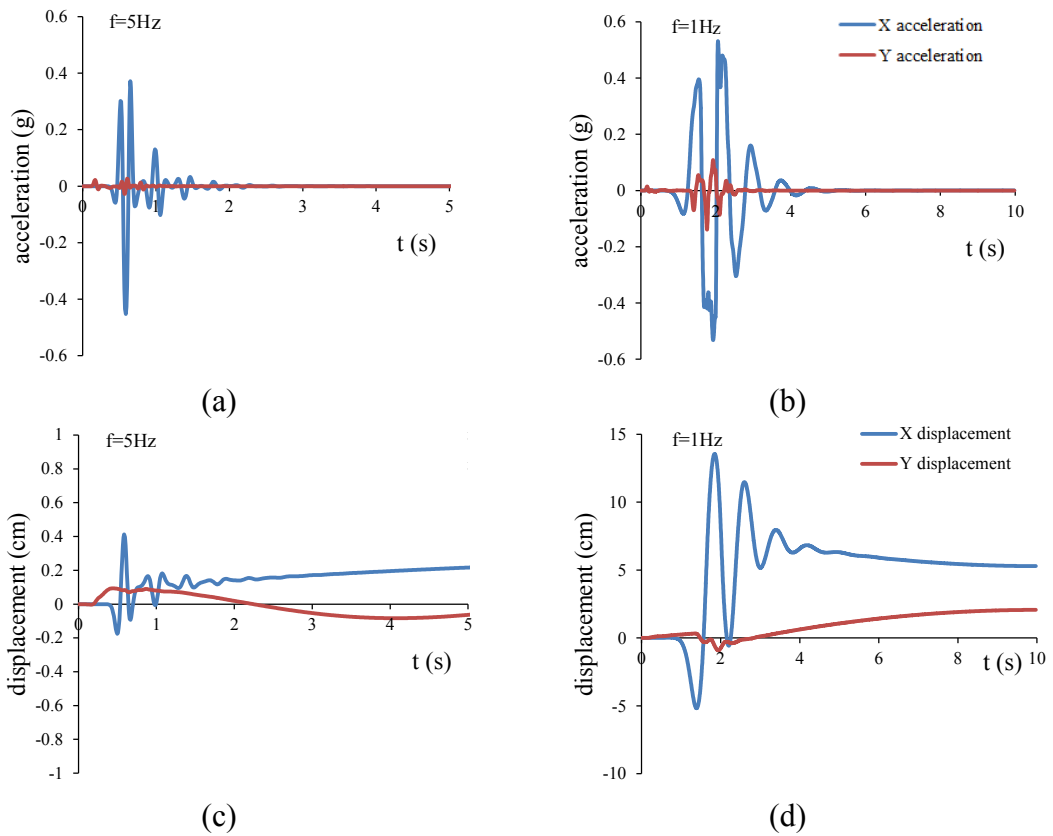 f=5Hz
acceleration (g)
0.6
0.4
0.2
0
-0.2
-0.4
-0.6
0 1 2 3 4 5
t (s)
(a)
f=1Hz
X acceleration
Y acceleration
acceleration (g)
0.6
0.4
0.2
0
-0.2
-0.4
-0.6
0 2 4 6 8 10
t (s)
(b)
f=5Hz
displacement (cm)
1
0.8
0.6
0.4
0.2
0
-0.2
-0.4
-0.6
-0.8
-1
0 1 2 3 4 5
t (s)
(c)
f=1Hz
X displacement
Y displacement
displacement (cm)
15
10
5
0
-5
-10
0 2 4 6 8 10
t (s)
(d)